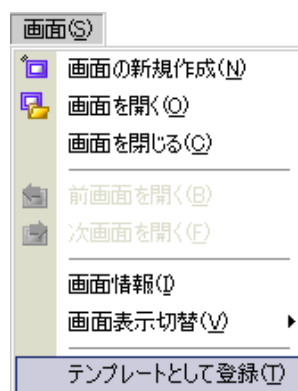 画面(S)
画面の新規作成(N)
画面を開く(O)
画面を閉じる(C)
前画面を開く(B)
次画面を開く(F)
画面情報(I)
画面表示切替(V)
テンプレートとして登録(T)